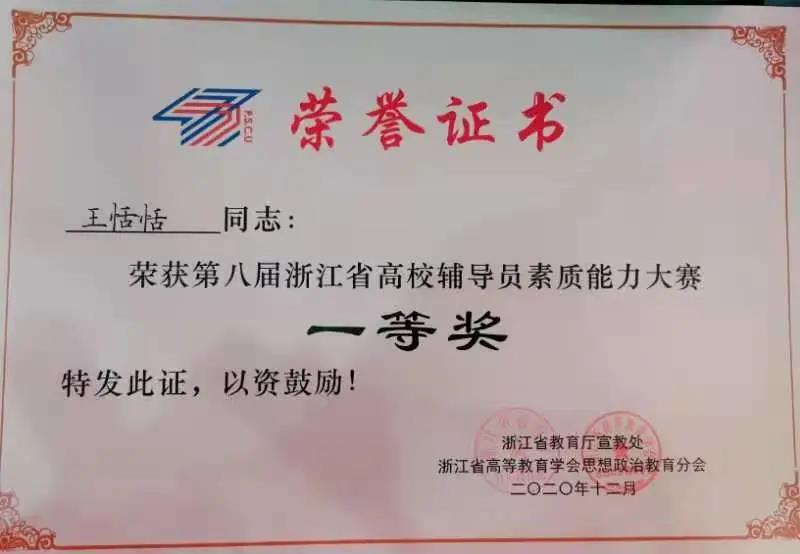 P.S.C.U
荣誉证书
王恬恬 同志：
荣获第八届浙江省高校辅导员素质能力大赛
一等奖
特发此证，以资鼓励！
浙江省教育厅宣教处
浙江省高等教育学会思想政治教育分会
二〇二〇年十二月